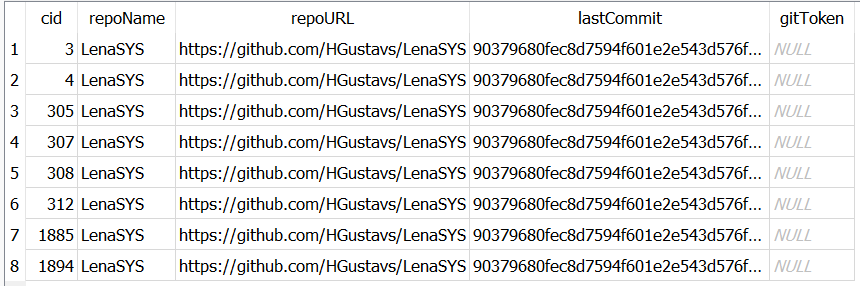 cid repoName repoURL lastCommit gitToken
1 3 LenaSYS https://github.com/HGustavs/LenaSYS 90379680fec8d7594f601e2e543d576f... NULL
2 4 LenaSYS https://github.com/HGustavs/LenaSYS 90379680fec8d7594f601e2e543d576f... NULL
3 305 LenaSYS https://github.com/HGustavs/LenaSYS 90379680fec8d7594f601e2e543d576f... NULL
4 307 LenaSYS https://github.com/HGustavs/LenaSYS 90379680fec8d7594f601e2e543d576f... NULL
5 308 LenaSYS https://github.com/HGustavs/LenaSYS 90379680fec8d7594f601e2e543d576f... NULL
6 312 LenaSYS https://github.com/HGustavs/LenaSYS 90379680fec8d7594f601e2e543d576f... NULL
7 1885 LenaSYS https://github.com/HGustavs/LenaSYS 90379680fec8d7594f601e2e543d576f... NULL
8 1894 LenaSYS https://github.com/HGustavs/LenaSYS 90379680fec8d7594f601e2e543d576f... NULL